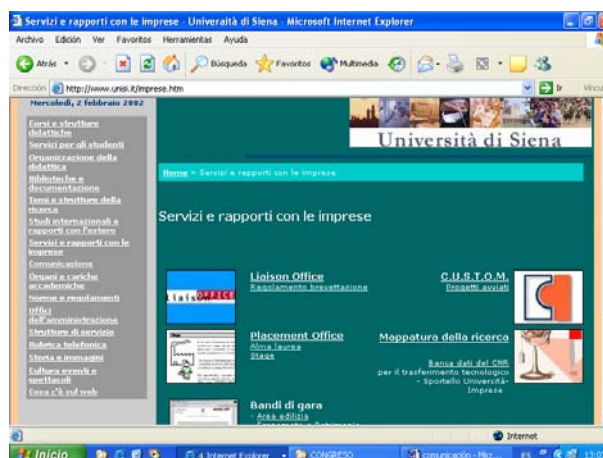 Servizi e rapporti con le imprese - Università di Siena - Microsoft Internet Explorer
Archivo Edición Ver Favoritos Herramientas Ayuda
Atrás Búsqueda Favoritos Multimedia
Dirección http://www.unisi.it/imprese.htm Ir Víncu
Mercoledì, 2 febbraio 2002
Università di Siena
Corsi e strutture
didattiche
Servizi per gli studenti
Organizzazione della
didattica
Biblioteche e
documentazione
Temi e strutture della
ricerca
Studi internazionali e
rapporti con l'estero
Servizi e rapporti con le
imprese
Comunicazione
Organi e cariche
accademiche
Norme e regolamenti
Uffici
dell'amministrazione
Strutture di servizio
Rubrica telefonica
Storia e immagini
Cultura eventi e
spettacoli
Cosa c'è sul web
Home > Servizi e rapporti con le imprese
Servizi e rapporti con le imprese
liaisON OFFICE
Liaison Office
Regolamento brevettazione
C.U.S.T.O.M.
Progetti avviati
Placement Office
Alma laurea
Stage
Mappatura della ricerca
Banca dati del CNR
per il trasferimento tecnologico
- Sportello Università-
Imprese
Bandi di gara
- Area edilizia
Internet
Inicio 4 Internet Explorer CONGRESO comunicación - Micr... ES 13:0